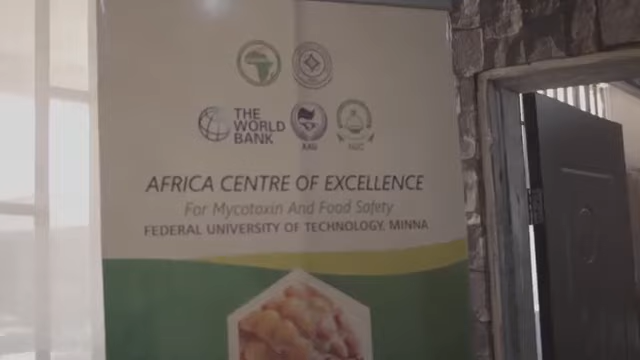 THE
WORLD
BANK
AAU
NUC
AFRICA CENTRE OF EXCELLENCE
For Mycotoxin And Food Safety
FEDERAL UNIVERSITY OF TECHNOLOGY, MINNA